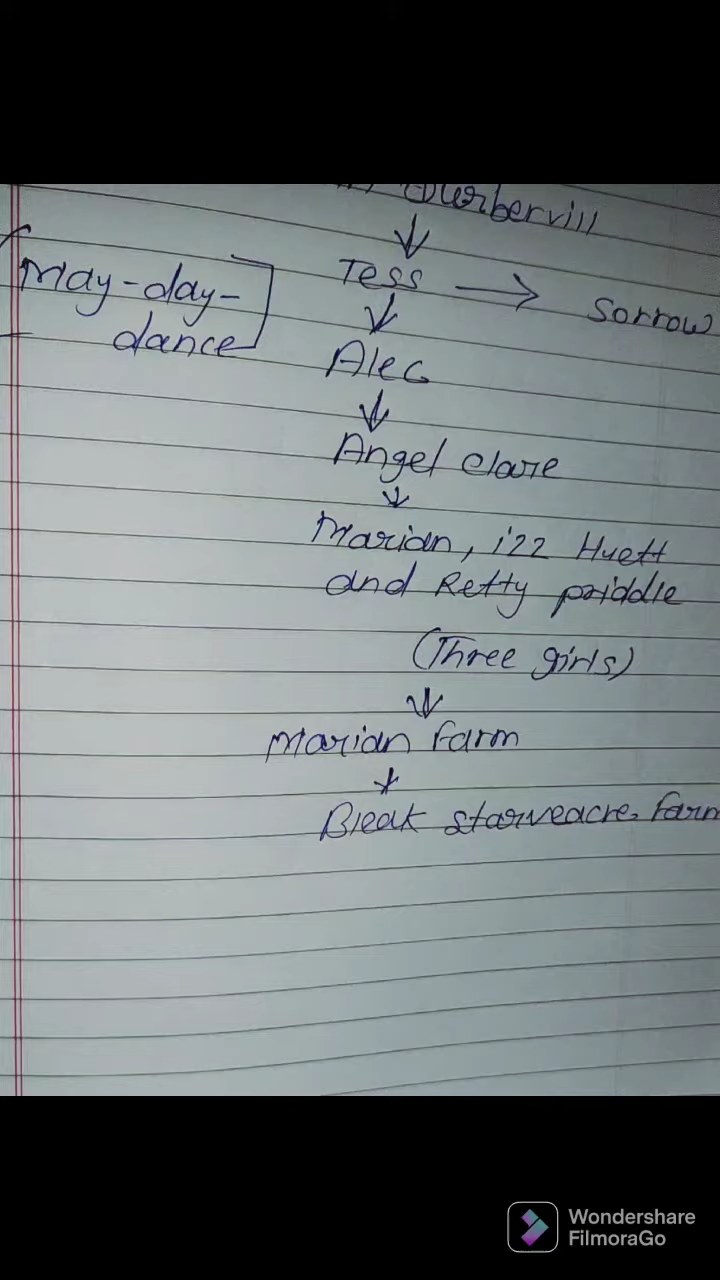 Durbervill
Tess → Sorrow
May-day-
dance
Alec
Angel Clare
Marian, izz Huett
and Retty priddle
(Three girls)
Marian Farm
Bleak starveacre Farm
Wondershare
FilmoraGo